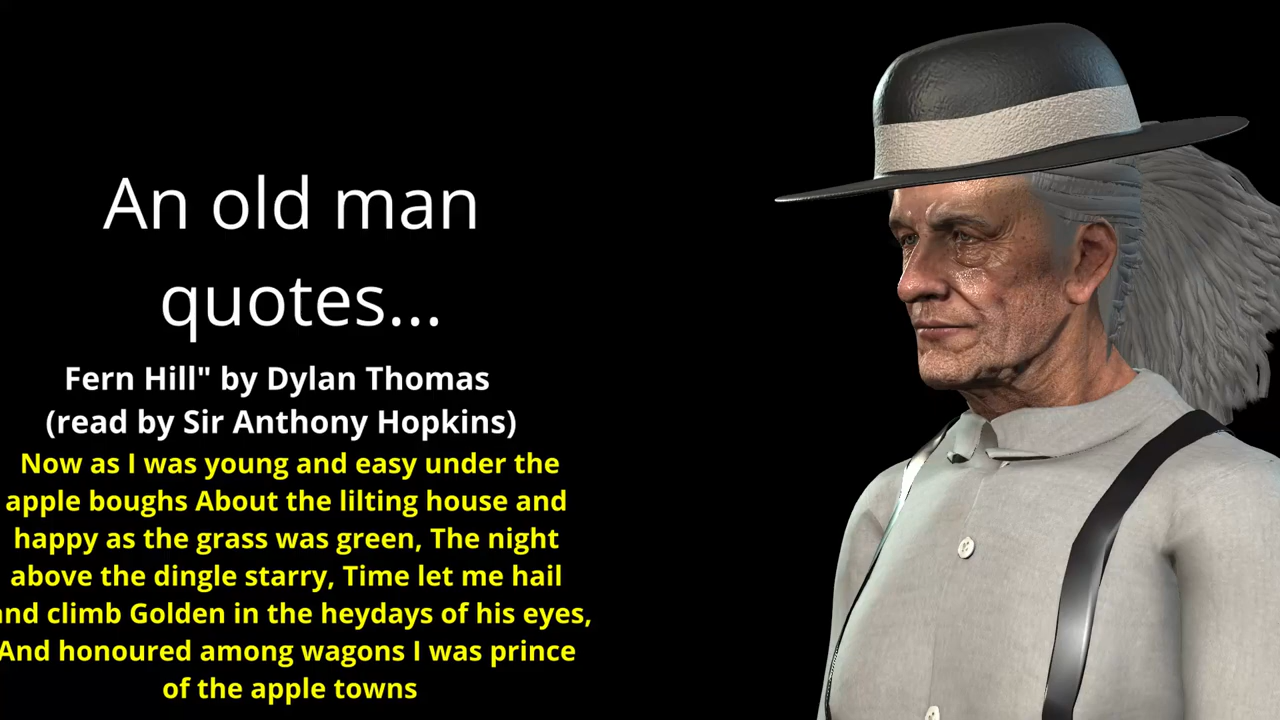 An old man
quotes...
Fern Hill" by Dylan Thomas
(read by Sir Anthony Hopkins)
Now as I was young and easy under the
apple boughs About the lilting house and
happy as the grass was green, The night
above the dingle starry, Time let me hail
and climb Golden in the heydays of his eyes,
And honoured among wagons I was prince
of the apple towns